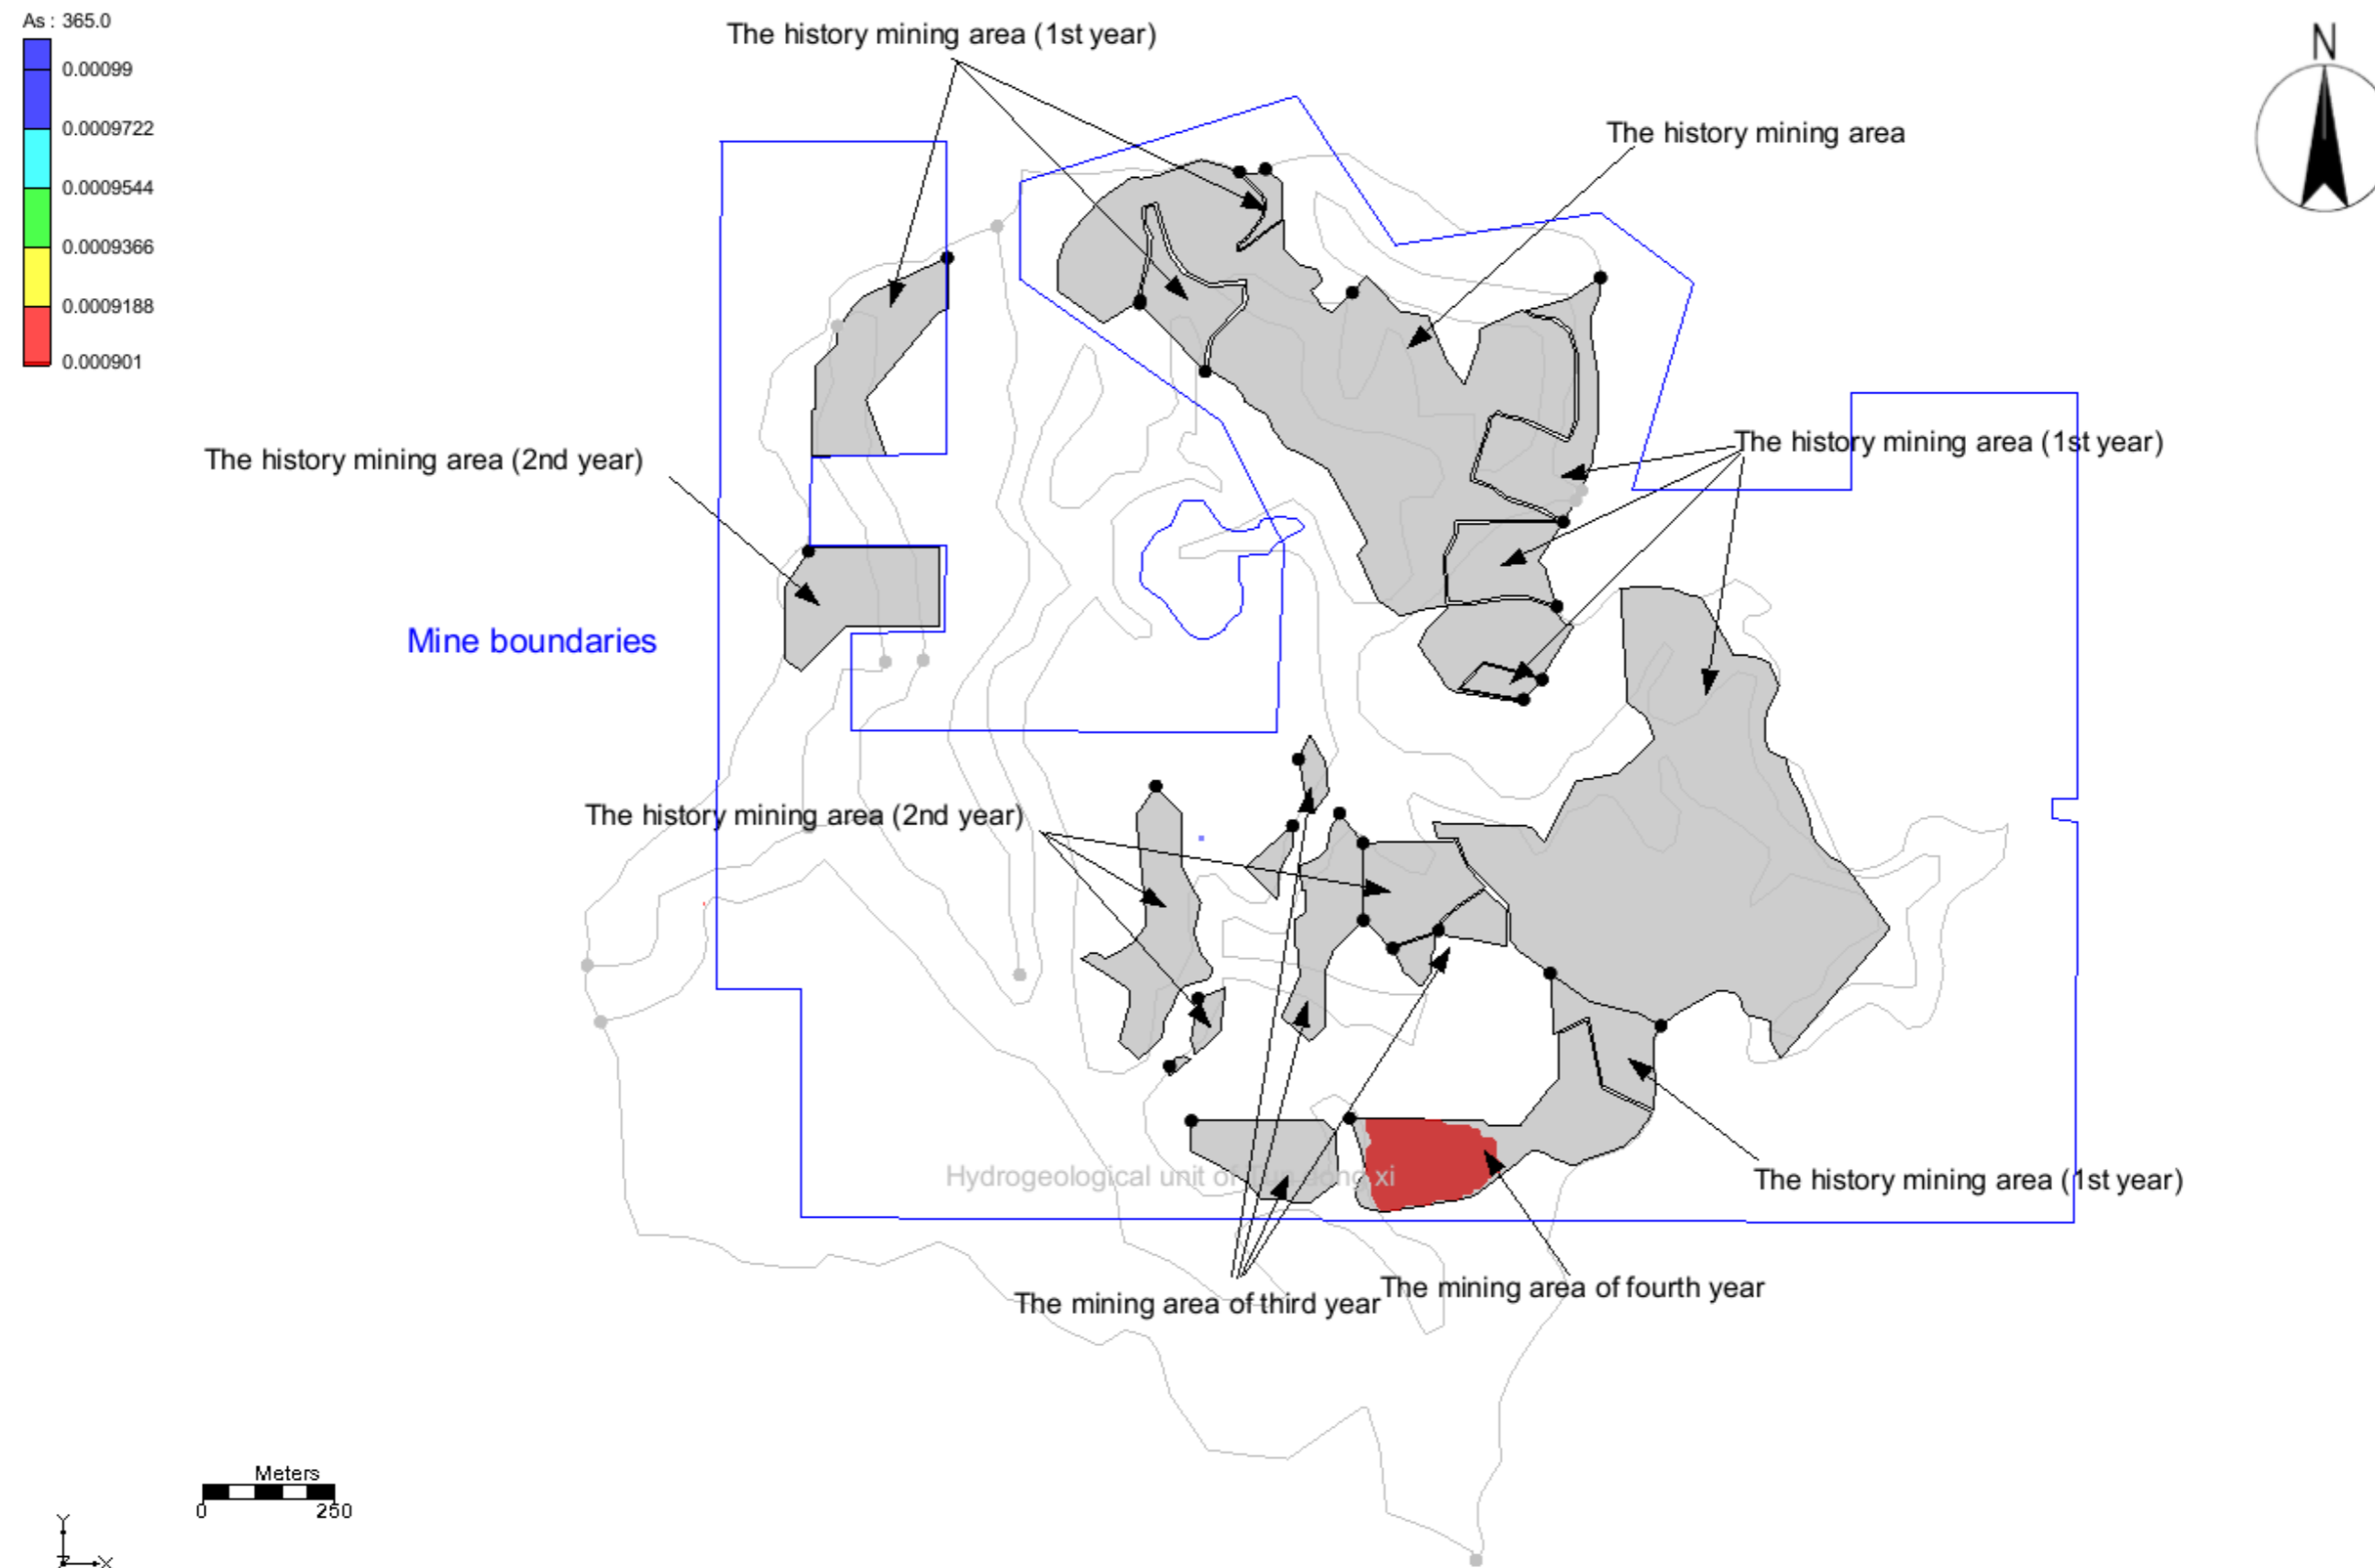 As : 365.0
0.00099
0.0009722
0.0009544
0.0009366
0.0009188
0.000901
The history mining area (1st year)
N
The history mining area
The history mining area (1st year)
The history mining area (2nd year)
Mine boundaries
The history mining area (2nd year)
Hydrogeological unit of xi
The history mining area (1st year)
The mining area of fourth year
The mining area of third year
Meters
0 250
Y
Z X